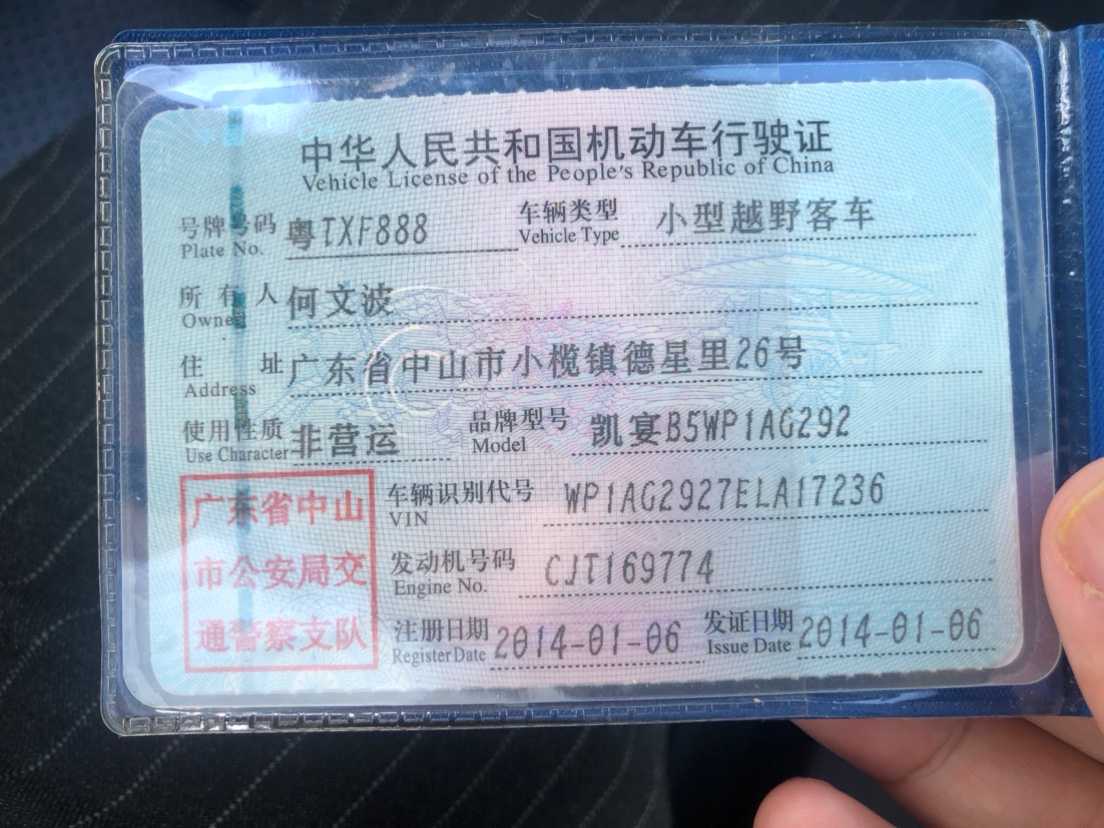 中华人民共和国机动车行驶证
Vehicle License of the People's Republic of China
号牌号码 粤TXF888 车辆类型 小型越野客车
Plate No. Vehicle Type
所有人 何文波
Owner
住址 广东省中山市小榄镇德星里26号
Address
使用性质 非营运 品牌型号 凯宴B5WP1AG292
Use Character Model
车辆识别代号 WP1AG2927ELA17236
VIN
发动机号码 CJT169774
Engine No.
注册日期 2014-01-06 发证日期 2014-01-06
Register Date Issue Date
广东省中山
市公安局交
通警察支队